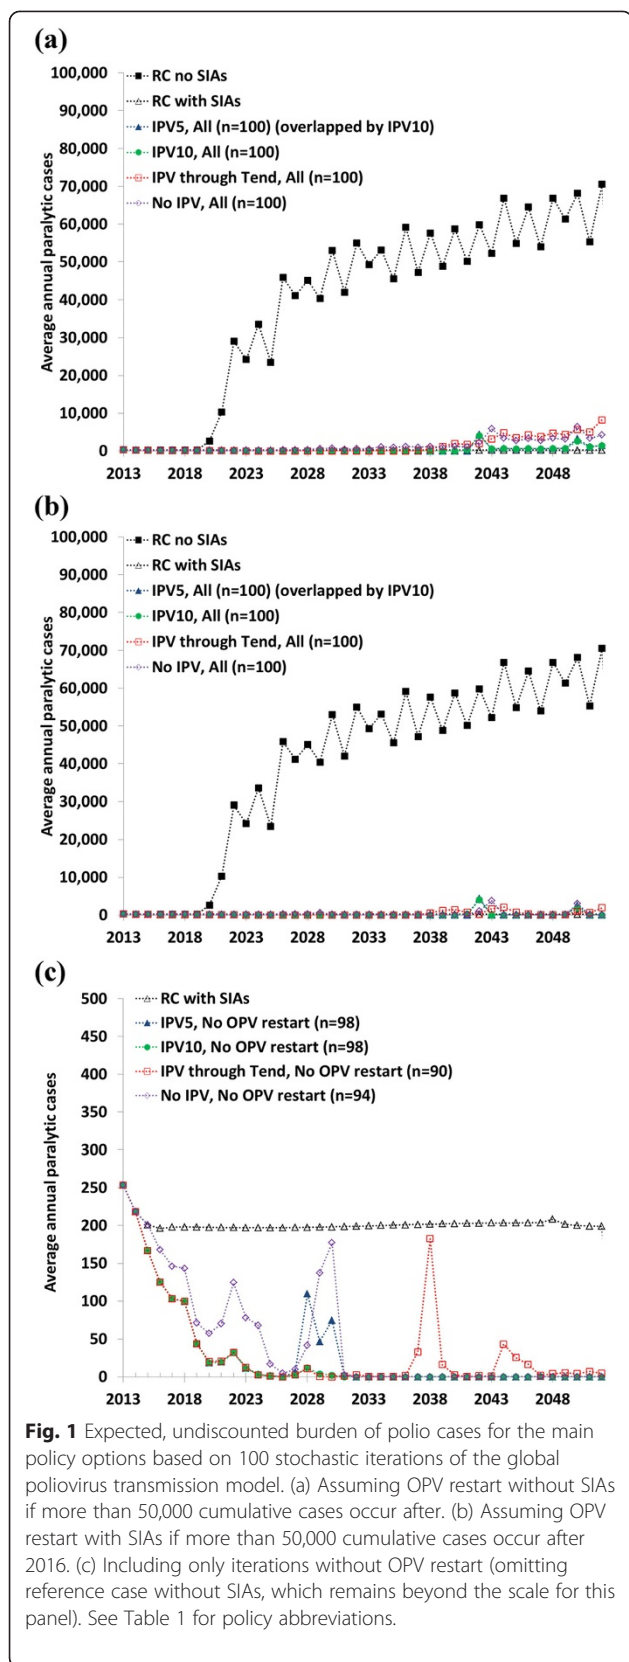 (a)
100,000
90,000
80,000
70,000
60,000
50,000
40,000
30,000
20,000
10,000
0
Average annual paralytic cases
RC no SIAs
RC with SIAs
IPV5, All (n=100) (overlapped by IPV10)
IPV10, All (n=100)
IPV through Tend, All (n=100)
No IPV, All (n=100)
2013 2018 2023 2028 2033 2038 2043 2048
(b)
100,000
90,000
80,000
70,000
60,000
50,000
40,000
30,000
20,000
10,000
0
Average annual paralytic cases
RC no SIAs
RC with SIAs
IPV5, All (n=100) (overlapped by IPV10)
IPV10, All (n=100)
IPV through Tend, All (n=100)
No IPV, All (n=100)
2013 2018 2023 2028 2033 2038 2043 2048
(c)
500
450
400
350
300
250
200
150
100
50
0
Average annual paralytic cases
RC with SIAs
IPV5, No OPV restart (n=98)
IPV10, No OPV restart (n=98)
IPV through Tend, No OPV restart (n=90)
No IPV, No OPV restart (n=94)
2013 2018 2023 2028 2033 2038 2043 2048
Fig. 1 Expected, undiscounted burden of polio cases for the main
policy options based on 100 stochastic iterations of the global
poliovirus transmission model. (a) Assuming OPV restart without SIAs
if more than 50,000 cumulative cases occur after. (b) Assuming OPV
restart with SIAs if more than 50,000 cumulative cases occur after
2016. (c) Including only iterations without OPV restart (omitting
reference case without SIAs, which remains beyond the scale for this
panel). See Table 1 for policy abbreviations.